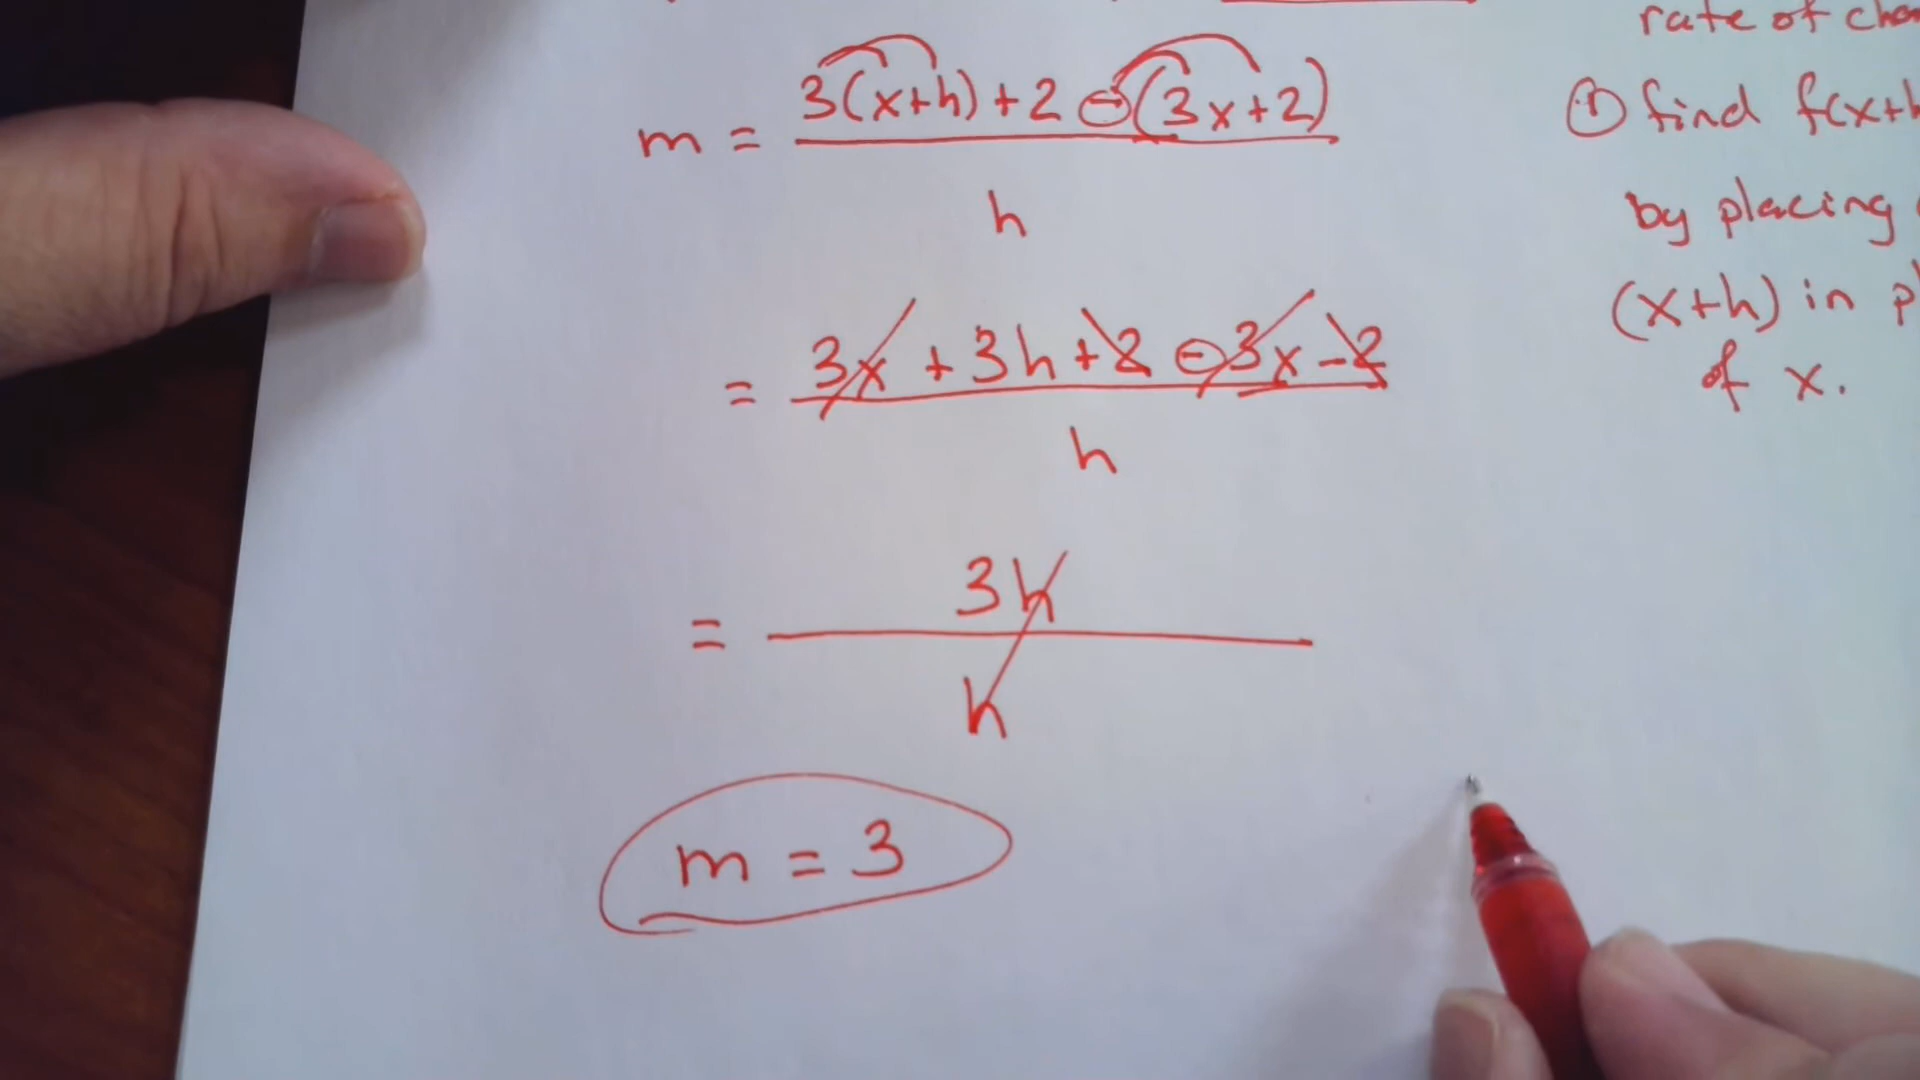 m = 3(x+h)+2-(3x+2)
h
= 3x + 3h+2-3x-2
h
= 3h
h
m = 3
rate of
① find f(x+h
by placing
(x+h) in
of x.